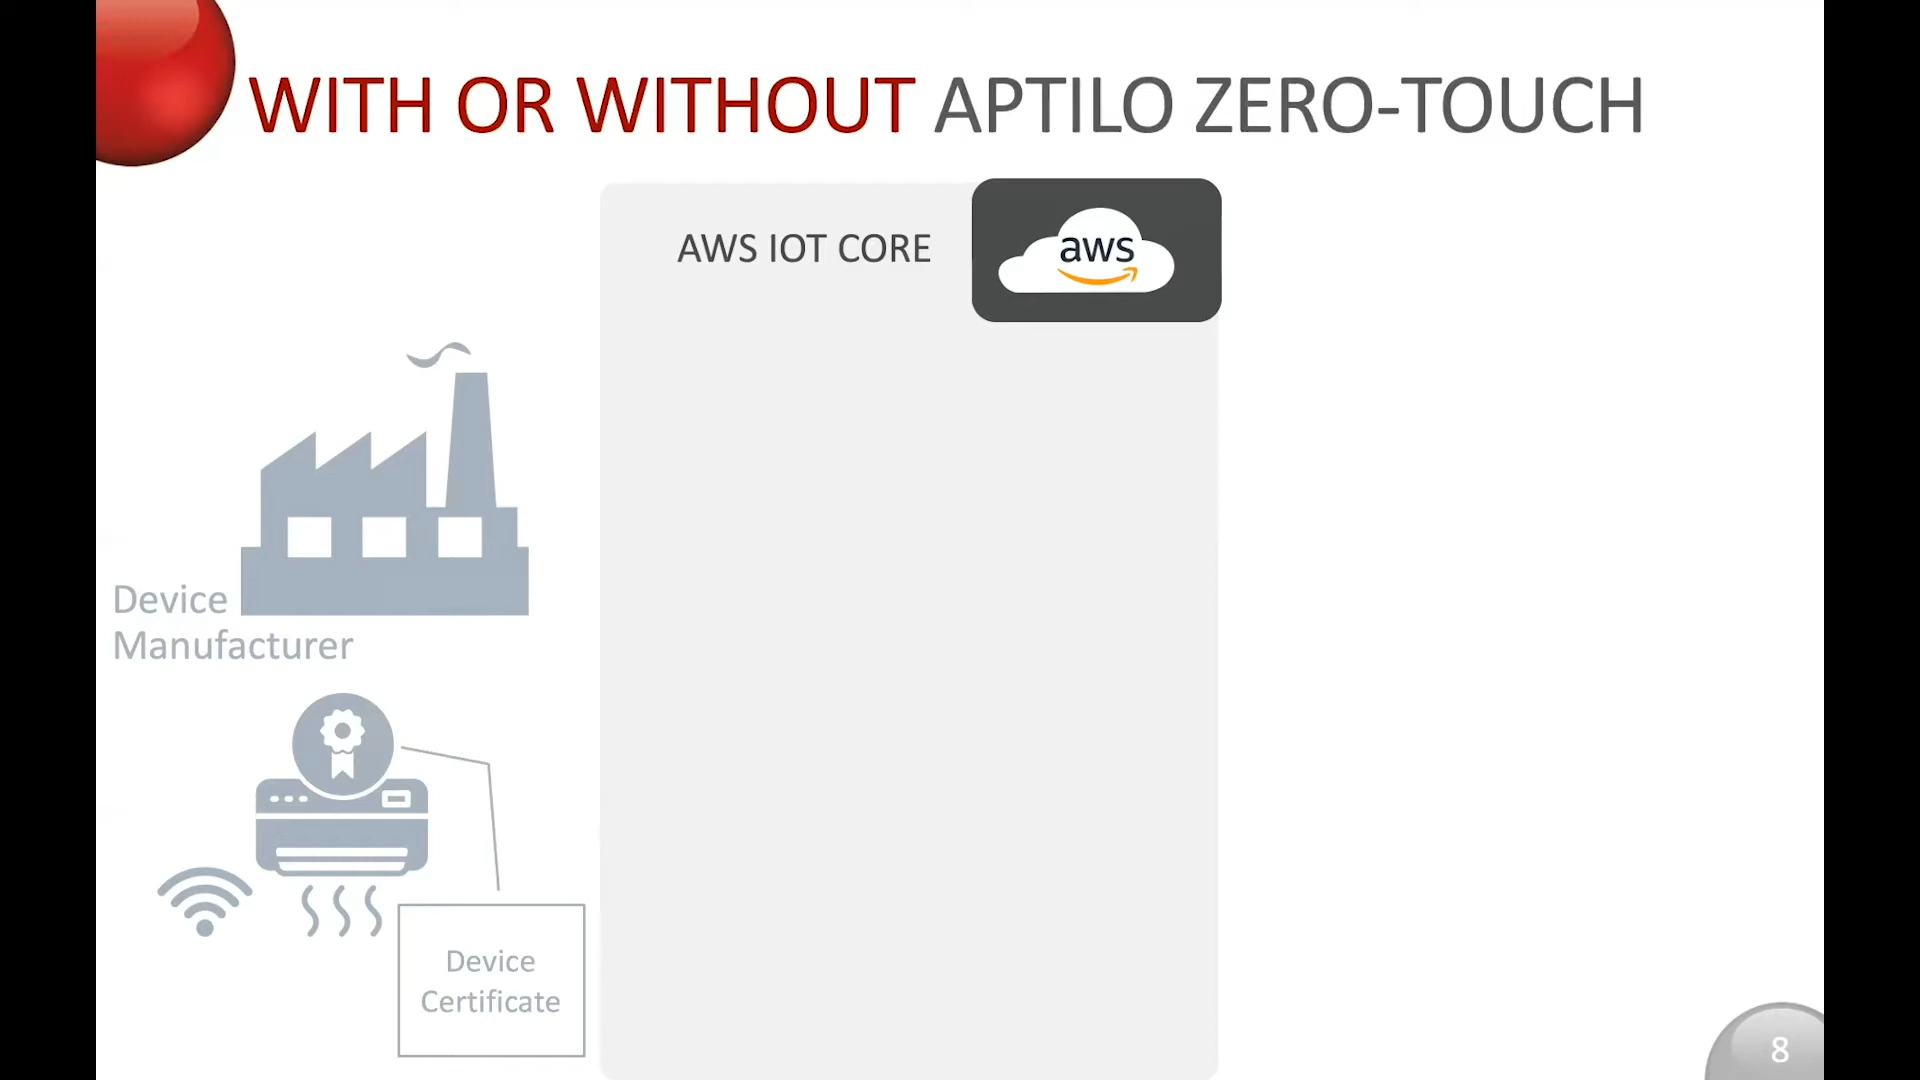 WITH OR WITHOUT APTILO ZERO-TOUCH
AWS IOT CORE
aws
Device
Manufacturer
Device
Certificate
8